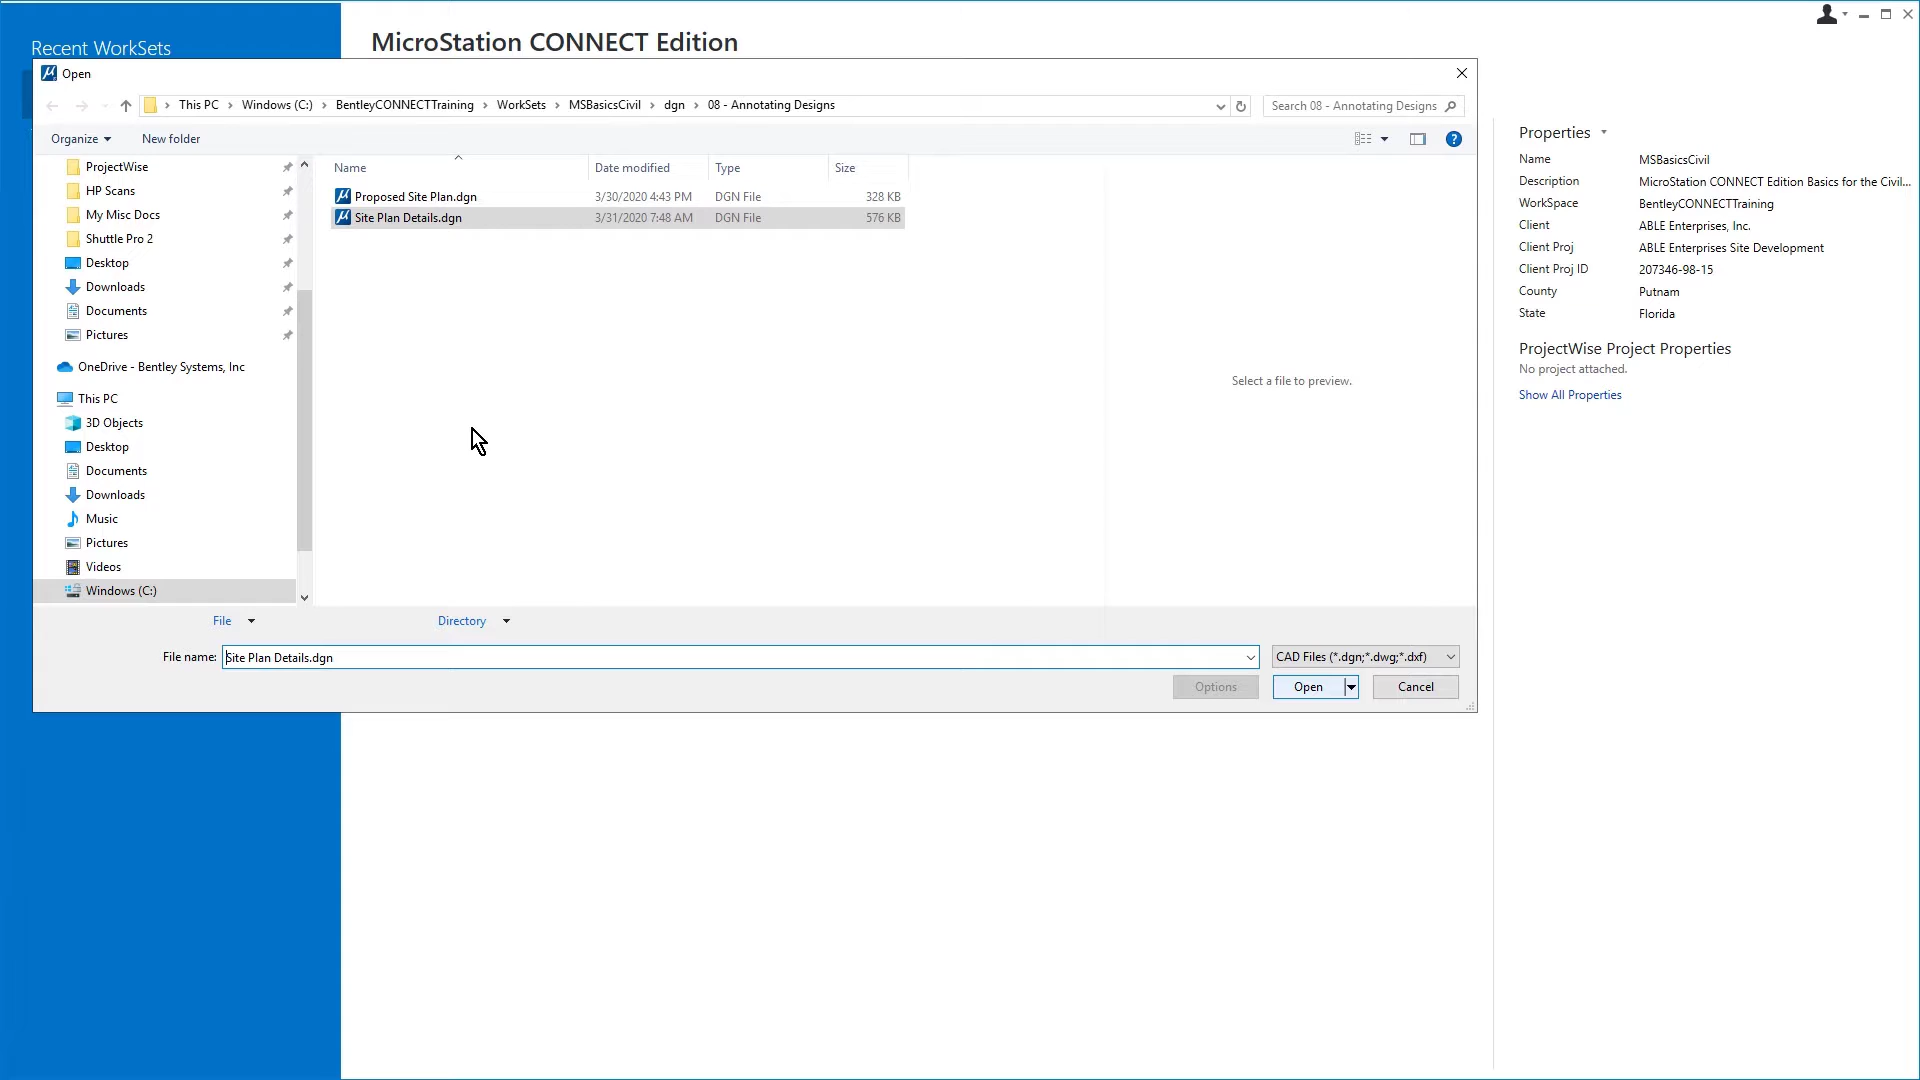 Recent WorkSets
MicroStation CONNECT Edition
Open
This PC > Windows (C:) > BentleyCONNECTTraining > WorkSets > MSBasicsCivil > dgn > 08 - Annotating Designs
Search 08 - Annotating Designs
Organize
New folder
ProjectWise
HP Scans
My Misc Docs
Shuttle Pro 2
Desktop
Downloads
Documents
Pictures
OneDrive - Bentley Systems, Inc
This PC
3D Objects
Desktop
Documents
Downloads
Music
Pictures
Videos
Windows (C:)
Name Date modified Type Size
Proposed Site Plan.dgn 3/30/2020 4:43 PM DGN File 328 KB
Site Plan Details.dgn 3/31/2020 7:48 AM DGN File 576 KB
Select a file to preview.
File Directory
File name: Site Plan Details.dgn
CAD Files (*.dgn;*.dwg;*.dxf)
Options Open Cancel
Properties
Name MSBasicsCivil
Description MicroStation CONNECT Edition Basics for the Civil...
WorkSpace BentleyCONNECTTraining
Client ABLE Enterprises, Inc.
Client Proj ABLE Enterprises Site Development
Client Proj ID 207346-98-15
County Putnam
State Florida
ProjectWise Project Properties
No project attached.
Show All Properties